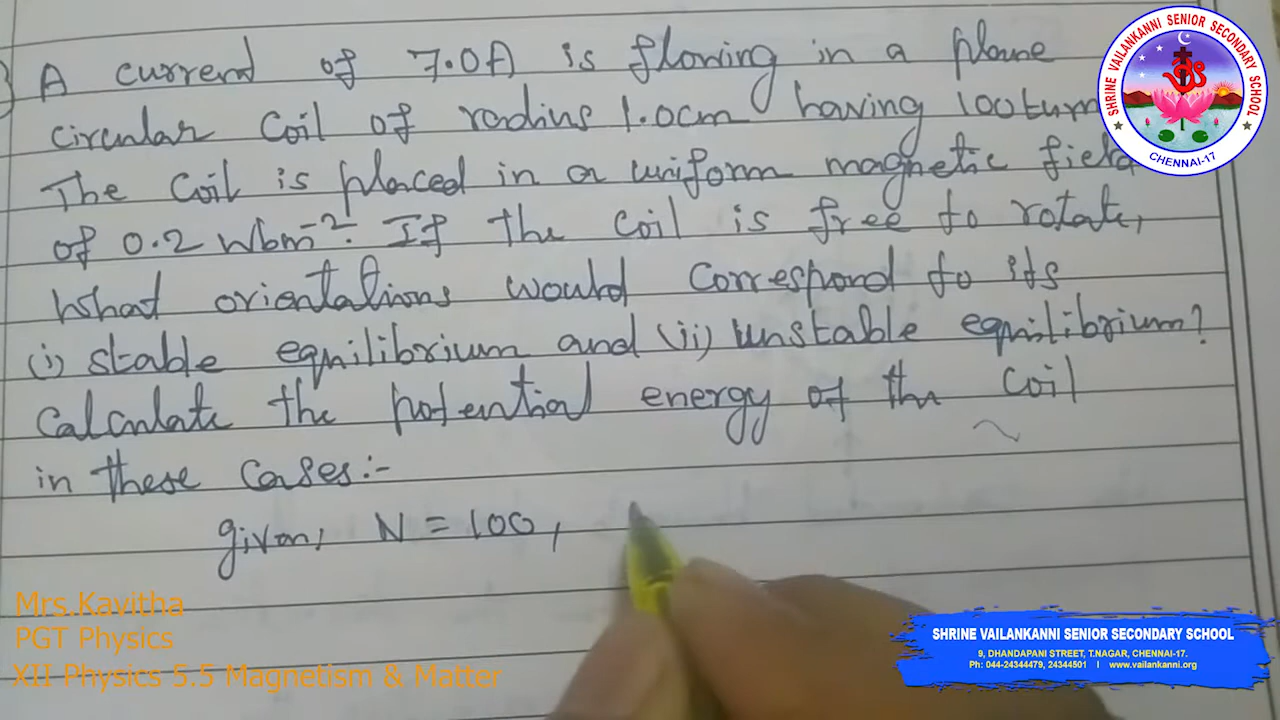 A current of 7.0A is flowing in a plane
circular coil of radius 1.0cm having 100turn
The coil is placed in a uniform magnetic field
of 0.2 Wbm⁻². If the coil is free to rotate,
What orientations would correspond to its
(i) stable equilibrium and (ii) unstable equilibrium?
Calculate the potential energy of the coil
in these cases:-
given, N = 100,
SHRINE VAILANKANNI SENIOR SECONDARY SCHOOL
CHENNAI-17
Mrs.Kavitha
PGT Physics
XII Physics 5.5 Magnetism & Matter
SHRINE VAILANKANNI SENIOR SECONDARY SCHOOL
9, DHANDAPANI STREET, T.NAGAR, CHENNAI-17.
Ph: 044-24344479, 24344501 I www.vailankanni.org